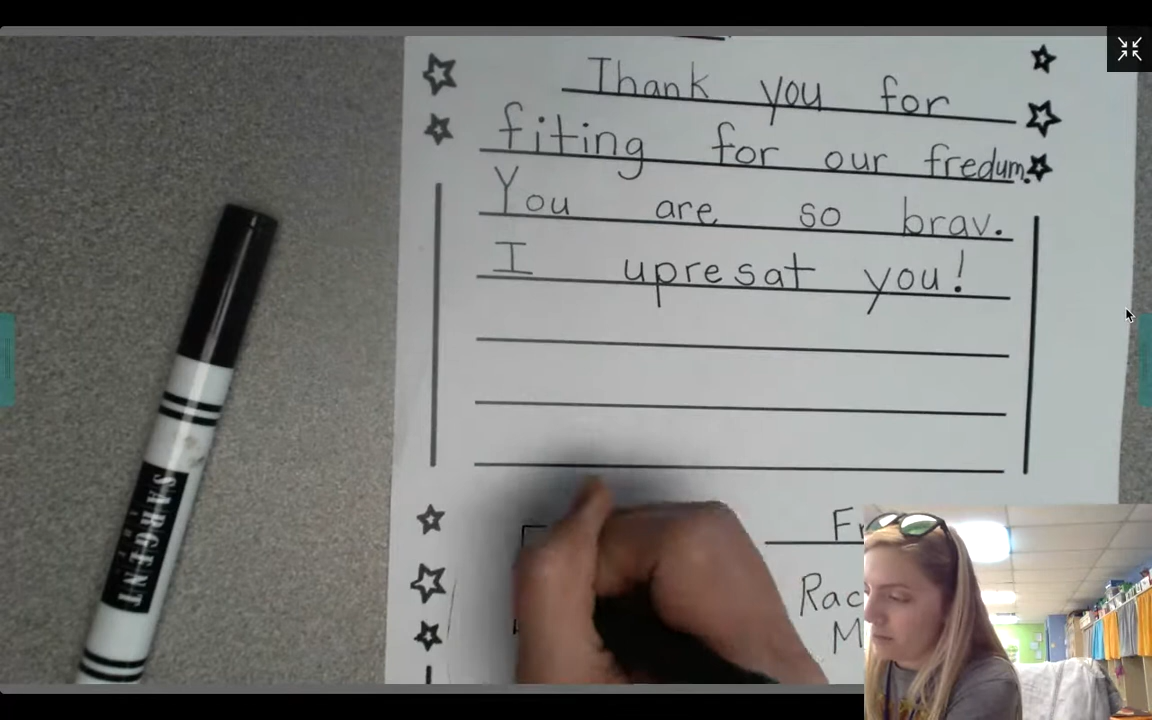 Thank you for
fiting for our fredum.
You are so brav.
I upresat you!
SARGENT